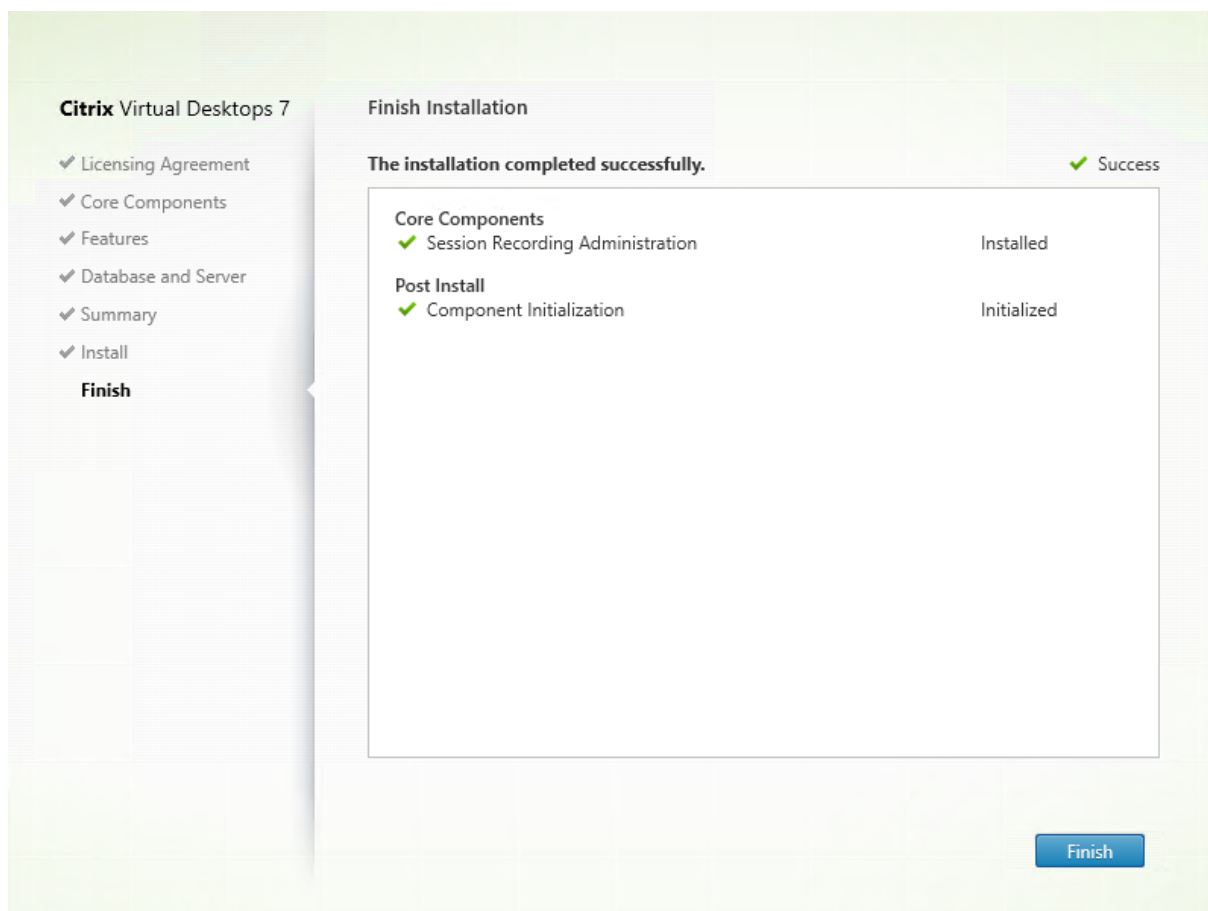 Citrix Virtual Desktops 7
Licensing Agreement
Core Components
Features
Database and Server
Summary
Install
Finish
Finish Installation
The installation completed successfully.
Success
Core Components
Session Recording Administration
Installed
Post Install
Component Initialization
Initialized
Finish